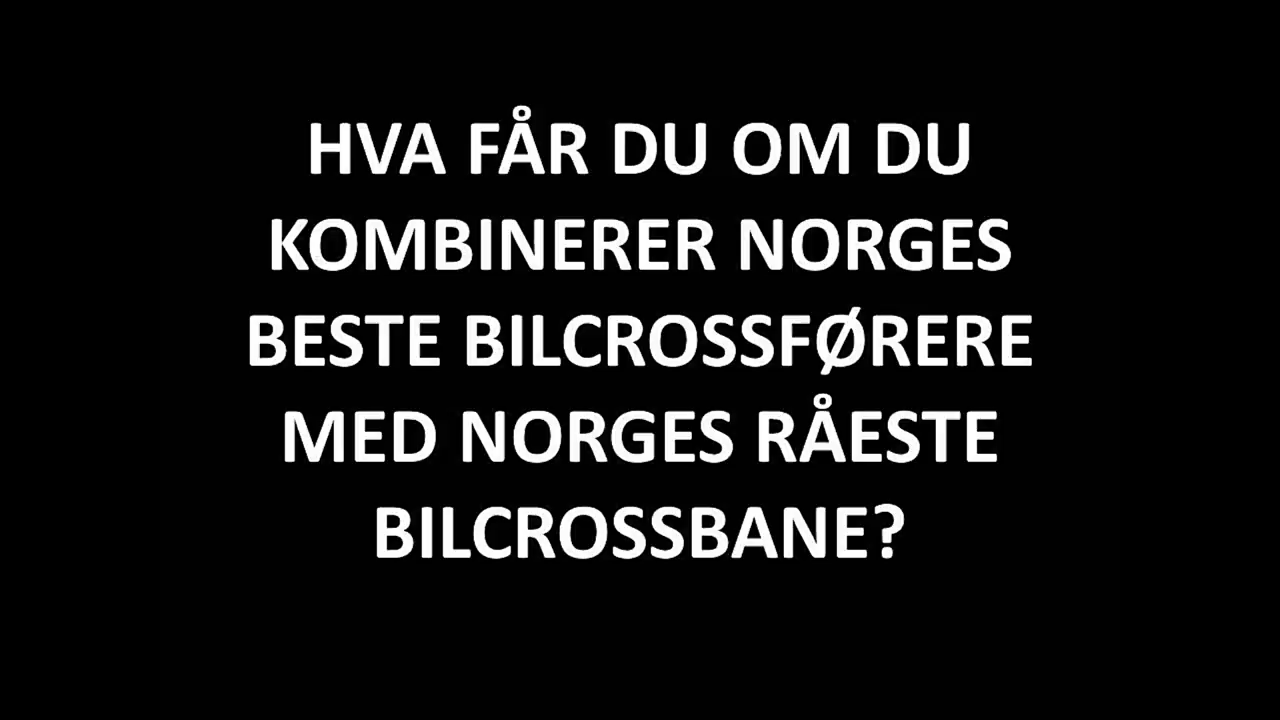 HVA FÅR DU OM DU
KOMBINERER NORGES
BESTE BILCROSSFØRERE
MED NORGES RÅESTE
BILCROSSBANE?